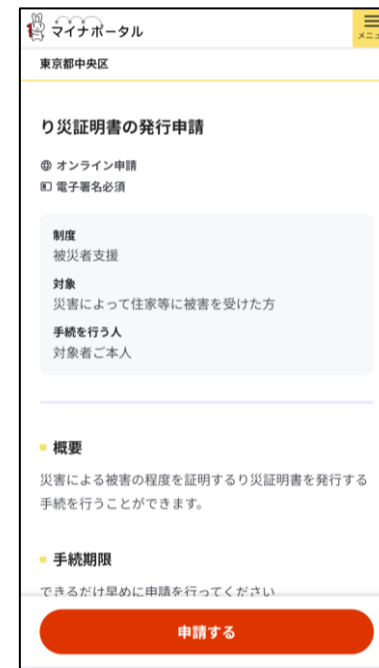 マイナポータル
メニュー
東京都中央区
り災証明書の発行申請
オンライン申請
電子署名必須
制度
被災者支援
対象
災害によって住家等に被害を受けた方
手続を行う人
対象者ご本人
概要
災害による被害の程度を証明するり災証明書を発行する
手続を行うことができます。
手続期限
できるだけ早めに申請を行ってください
申請する